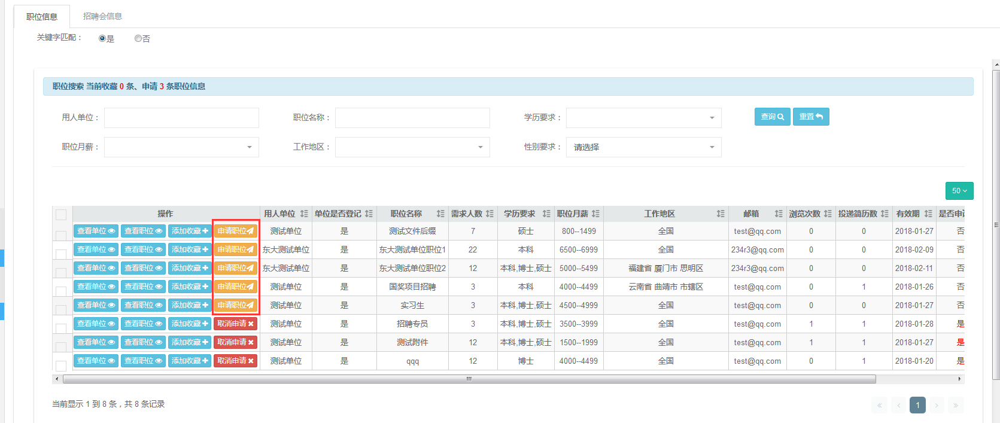 职位信息 招聘会信息
关键字匹配： 是 否
职位搜索 当前收藏 0 条、申请 3 条职位信息
用人单位： 职位名称： 学历要求： 查询 重置
职位月薪： 工作地区： 性别要求： 请选择
50
操作 用人单位 单位是否登记 职位名称 需求人数 学历要求 职位月薪 工作地区 邮箱 浏览次数 投递简历数 有效期 是否申
查看单位 查看职位 添加收藏 申请职位 测试单位 是 测试文件后缀 7 硕士 800--1499 全国 test@qq.com 0 0 2018-01-27 否
查看单位 查看职位 添加收藏 申请职位 东大测试单位 是 东大测试单位职位1 22 本科 6500--6999 全国 234r3@qq.com 0 0 2018-02-09 否
查看单位 查看职位 添加收藏 申请职位 东大测试单位 是 东大测试单位职位2 12 本科,博士,硕士 5000--5499 福建省 厦门市 思明区 234r3@qq.com 0 0 2018-02-11 否
查看单位 查看职位 添加收藏 申请职位 测试单位 是 国奖项目招聘 3 本科 4000--4499 云南省 曲靖市 市辖区 test@qq.com 0 1 2018-01-26 否
查看单位 查看职位 添加收藏 申请职位 测试单位 是 实习生 3 本科,博士,硕士 4500--4999 全国 test@qq.com 0 0 2018-01-27 否
查看单位 查看职位 添加收藏 取消申请 测试单位 是 招聘专员 3 本科,博士,硕士 3500--3999 全国 test@qq.com 1 1 2018-01-28 是
查看单位 查看职位 添加收藏 取消申请 测试单位 是 测试附件 12 本科,博士,硕士 1500--1999 全国 test@qq.com 1 1 2018-01-27 是
查看单位 查看职位 添加收藏 取消申请 测试单位 是 qqq 12 博士 4000--4499 全国 test@qq.com 0 1 2018-01-20 是
当前显示 1 到 8 条，共 8 条记录 « ‹ 1 › »